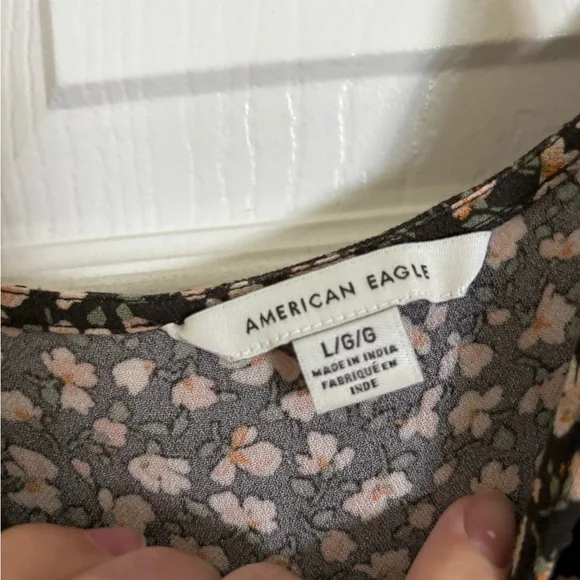 AMERICAN EAGLE
L/G/G
MADE IN INDIA
FABRIQUÉ EN
INDE